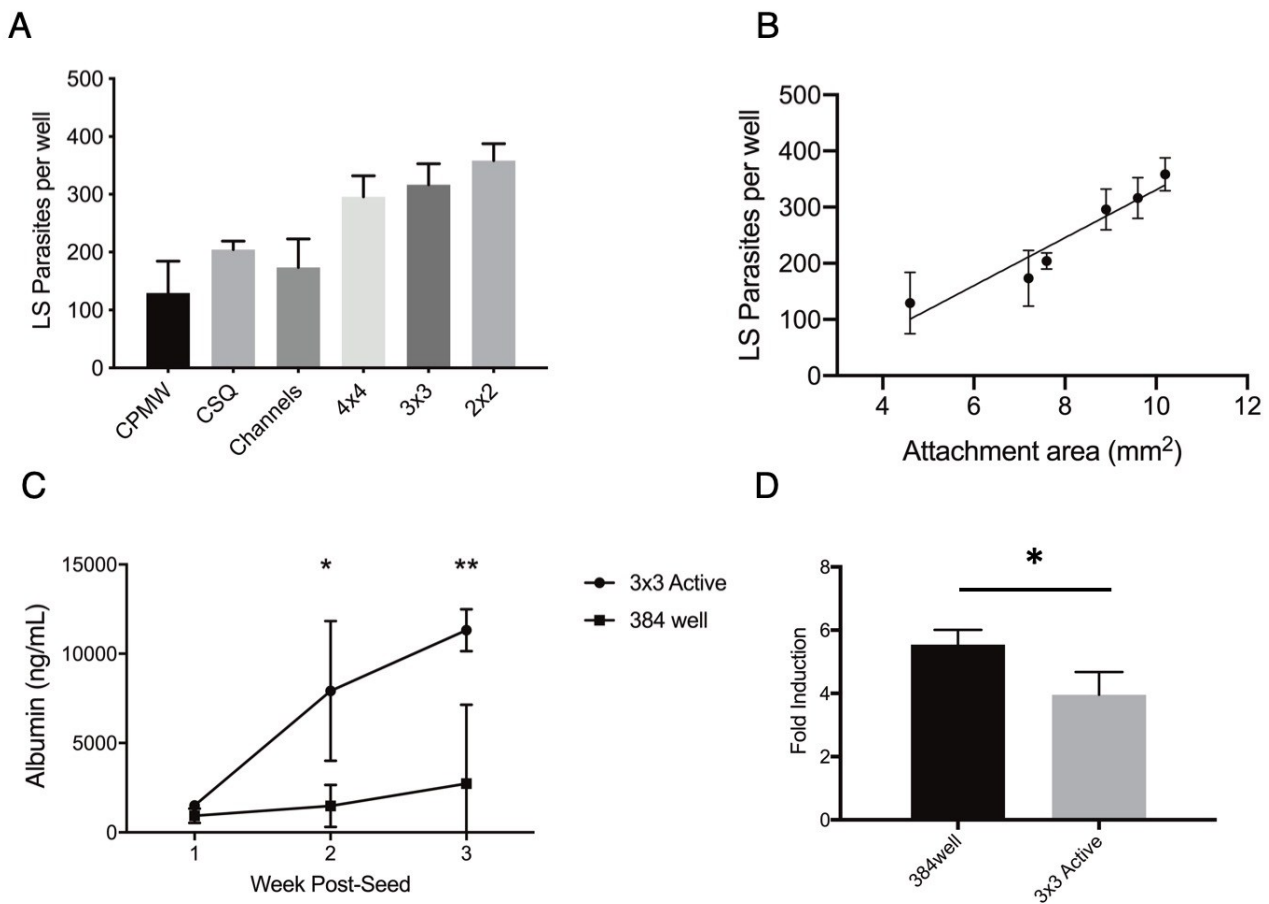 A
LS Parasites per well
500
400
300
200
100
0
CPMW
CSQ
Channels
4x4
3x3
2x2
B
LS Parasites per well
500
400
300
200
100
0
4 6 8 10 12
Attachment area (mm²)
C
Albumin (ng/mL)
15000
10000
5000
0
* **
1 2 3
Week Post-Seed
3x3 Active
384 well
D
Fold Induction
8
6
4
2
0
*
384well
3x3 Active